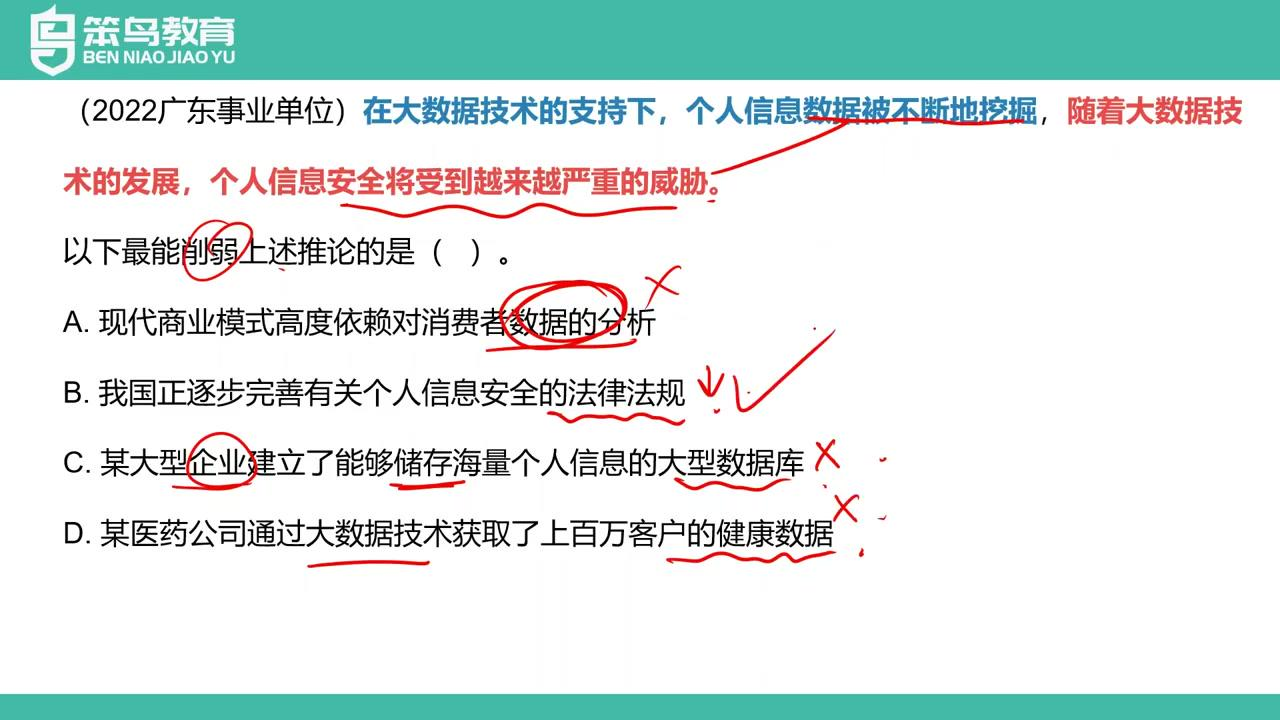 笨鸟教育
BEN NIAO JIAO YU
（2022广东事业单位）在大数据技术的支持下，个人信息数据被不断地挖掘，随着大数据技
术的发展，个人信息安全将受到越来越严重的威胁。
以下最能削弱上述推论的是（ ）。
A. 现代商业模式高度依赖对消费者数据的分析
B. 我国正逐步完善有关个人信息安全的法律法规
C. 某大型企业建立了能够储存海量个人信息的大型数据库
D. 某医药公司通过大数据技术获取了上百万客户的健康数据